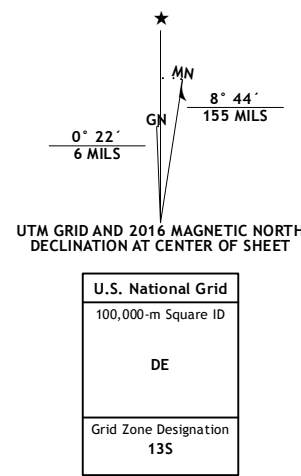 ★
MN
GN
8° 44´
155 MILS
0° 22´
6 MILS
UTM GRID AND 2016 MAGNETIC NORTH
DECLINATION AT CENTER OF SHEET
U.S. National Grid
100,000-m Square ID
DE
Grid Zone Designation
13S